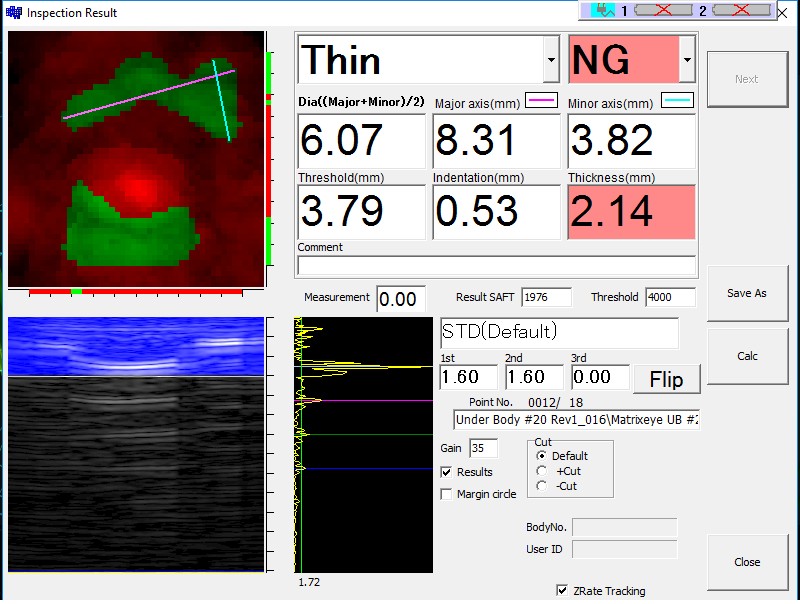 Inspection Result
1 2
Thin NG
Next
Dia((Major+Minor)/2) Major axis(mm) Minor axis(mm)
6.07 8.31 3.82
Threshold(mm) Indentation(mm) Thickness(mm)
3.79 0.53 2.14
Comment
Measurement 0.00 Result SAFT 1976 Threshold 4000
Save As
STD(Default)
1st 2nd 3rd
1.60 1.60 0.00 Flip
Calc
Point No. 0012/ 18
Under Body #20 Rev1_016\Matrixeye UB #2
Gain 35
Cut
Default
+Cut
-Cut
Results
Margin circle
BodyNo.
User ID
Close
1.72
ZRate Tracking